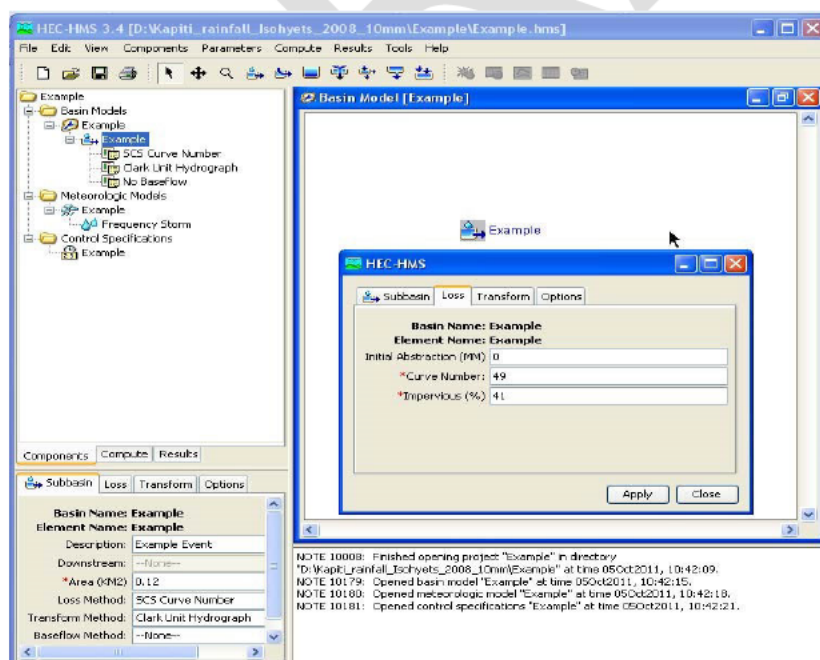 HEC-HMS 3.4 [D:\Kapiti_rainfall_Isohyets_2008_10mm\Example\Example.hms]
File Edit View Components Parameters Compute Results Tools Help
Example
Basin Models
Example
Example
SCS Curve Number
Clark Unit Hydrograph
No Baseflow
Meteorologic Models
Example
Frequency Storm
Control Specifications
Example
Components Compute Results
Subbasin Loss Transform Options
Basin Name: Example
Element Name: Example
Description: Example Event
Downstream: --None--
*Area (KM2) 0.12
Loss Method: SCS Curve Number
Transform Method: Clark Unit Hydrograph
Baseflow Method: --None--
Basin Model [Example]
Example
HEC-HMS
Subbasin Loss Transform Options
Basin Name: Example
Element Name: Example
Initial Abstraction (MM) 0
*Curve Number: 49
*Impervious (%) 41
Apply Close
NOTE 10008: Finished opening project "Example" in directory
"D:\Kapiti_rainfall_Isohyets_2008_10mm\Example" at time 05Oct2011, 10:42:09.
NOTE 10179: Opened basin model "Example" at time 05Oct2011, 10:42:15.
NOTE 10180: Opened meteorologic model "Example" at time 05Oct2011, 10:42:18.
NOTE 10181: Opened control specifications "Example" at time 05Oct2011, 10:42:21.